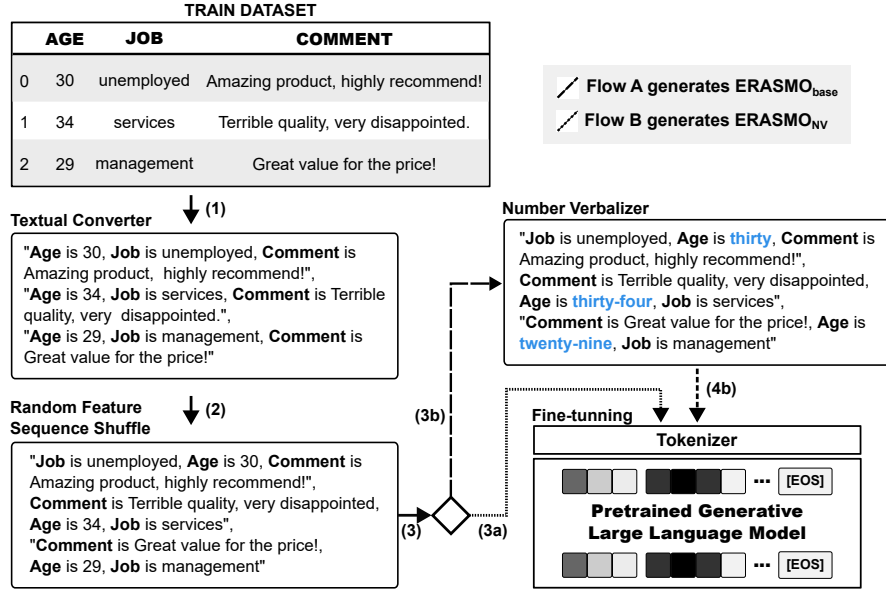 TRAIN DATASET
AGE JOB COMMENT
0 30 unemployed Amazing product, highly recommend!
1 34 services Terrible quality, very disappointed.
2 29 management Great value for the price!
Flow A generates ERASMObase
Flow B generates ERASMONV
(1)
Textual Converter
"Age is 30, Job is unemployed, Comment is
Amazing product, highly recommend!",
"Age is 34, Job is services, Comment is Terrible
quality, very disappointed.",
"Age is 29, Job is management, Comment is
Great value for the price!"
(2)
Random Feature
Sequence Shuffle
"Job is unemployed, Age is 30, Comment is
Amazing product, highly recommend!",
Comment is Terrible quality, very disappointed,
Age is 34, Job is services",
"Comment is Great value for the price!,
Age is 29, Job is management"
(3)
(3a)
(3b)
Number Verbalizer
"Job is unemployed, Age is thirty, Comment is
Amazing product, highly recommend!",
Comment is Terrible quality, very disappointed,
Age is thirty-four, Job is services",
"Comment is Great value for the price!, Age is
twenty-nine, Job is management"
(4b)
Fine-tunning
Tokenizer
... [EOS]
Pretrained Generative
Large Language Model
... [EOS]